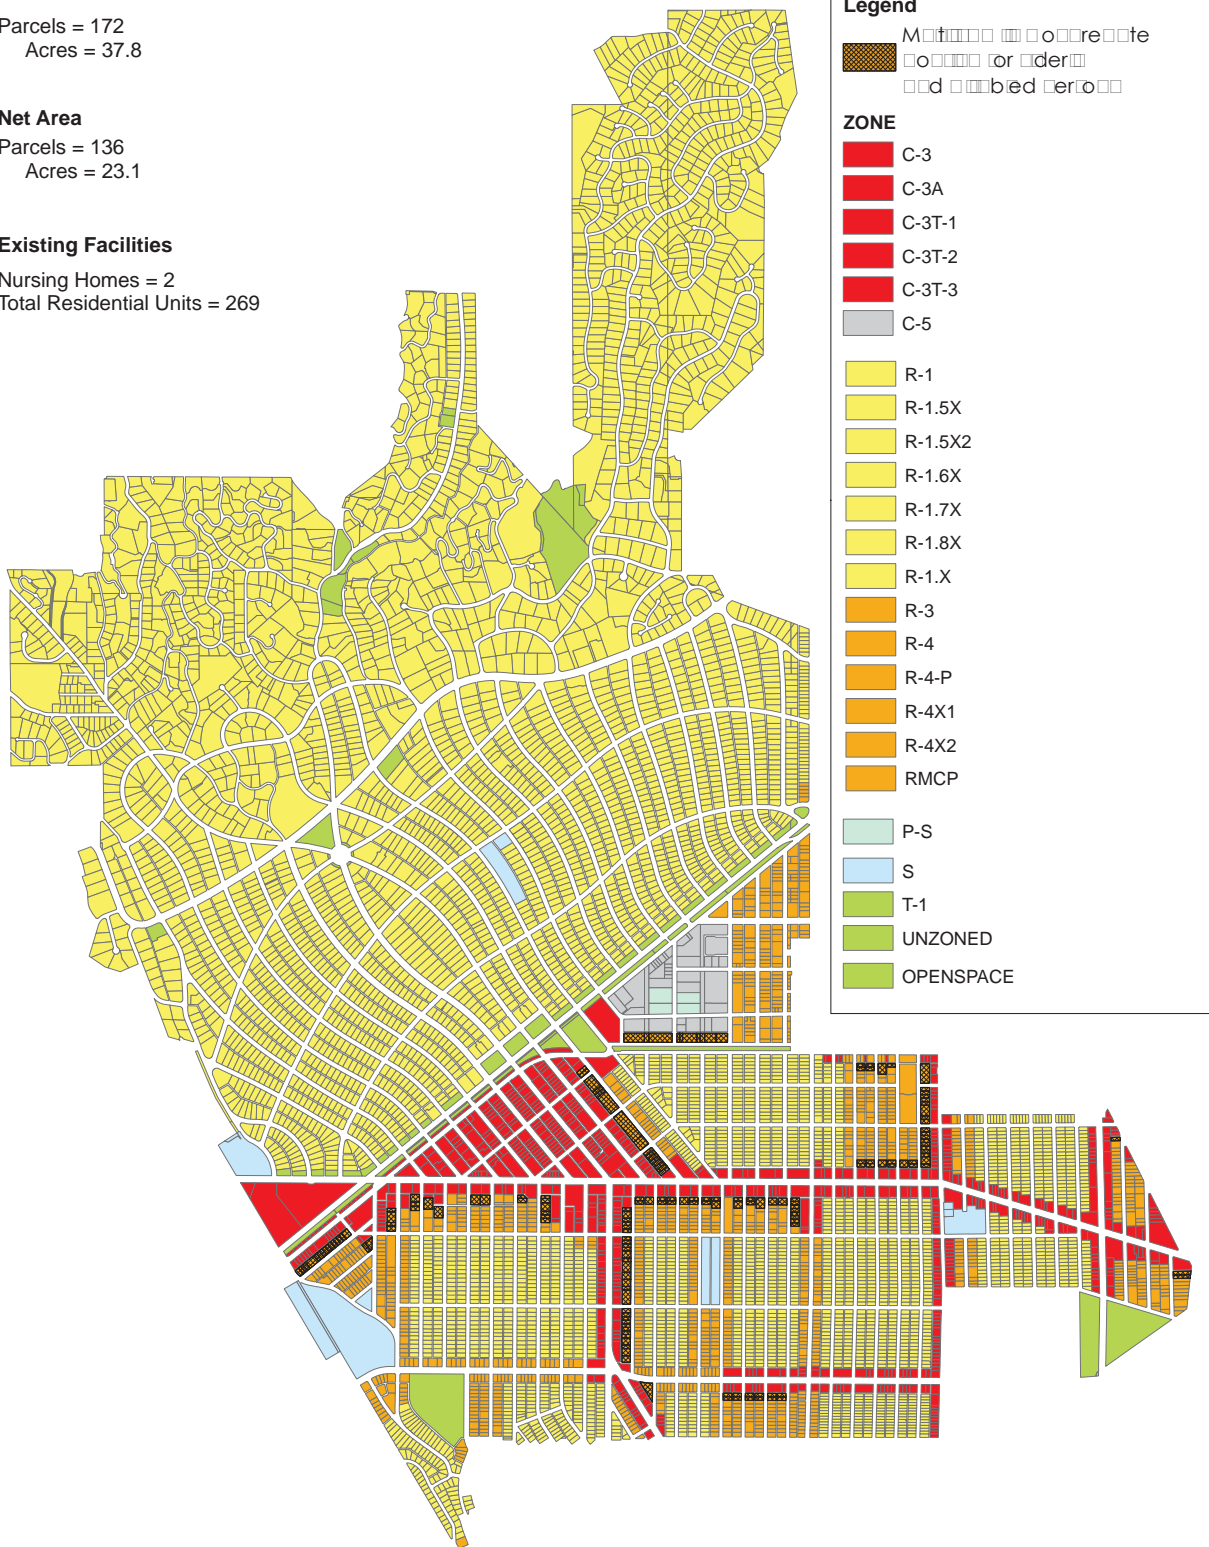 Parcels = 172
Acres = 37.8
Net Area
Parcels = 136
Acres = 23.1
Existing Facilities
Nursing Homes = 2
Total Residential Units = 269
Legend
ZONE
C-3
C-3A
C-3T-1
C-3T-2
C-3T-3
C-5
R-1
R-1.5X
R-1.5X2
R-1.6X
R-1.7X
R-1.8X
R-1.X
R-3
R-4
R-4-P
R-4X1
R-4X2
RMCP
P-S
S
T-1
UNZONED
OPENSPACE